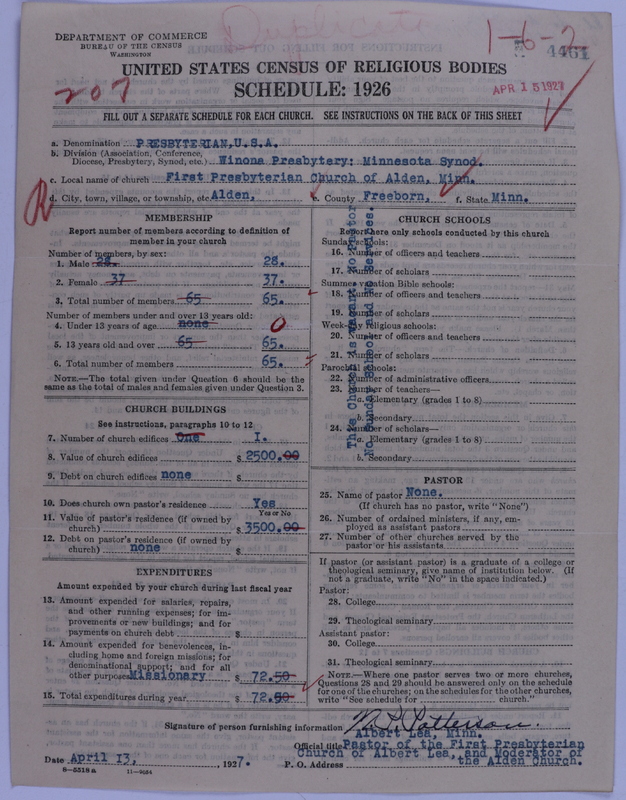 Duplicate
DEPARTMENT OF COMMERCE
BUREAU OF THE CENSUS
WASHINGTON
1-6-2
4461
UNITED STATES CENSUS OF RELIGIOUS BODIES
SCHEDULE: 1926
APR 15 1927
207
FILL OUT A SEPARATE SCHEDULE FOR EACH CHURCH. SEE INSTRUCTIONS ON THE BACK OF THIS SHEET
a. Denomination PRESBYTERIAN, U.S.A.
b. Division (Association, Conference, Diocese, Presbytery, Synod, etc.) Winona Presbytery; Minnesota Synod.
c. Local name of church First Presbyterian Church of Alden, Minn.
d. City, town, village, or township, etc. Alden, e. County Freeborn, f. State Minn.
MEMBERSHIP
Report number of members according to definition of member in your church
Number of members, by sex:
1. Male 28. 28.
2. Female 37 37.
3. Total number of members 65 65.
Number of members under and over 13 years old:
4. Under 13 years of age none 0
5. 13 years old and over 65 65.
6. Total number of members 65.
NOTE.—The total given under Question 6 should be the same as the total of males and females given under Question 3.
CHURCH BUILDINGS
See instructions, paragraphs 10 to 12
7. Number of church edifices One 1.
8. Value of church edifices $ 2500.00
9. Debt on church edifices none $
10. Does church own pastor's residence Yes
Yes or No
11. Value of pastor's residence (if owned by church) $ 3500.00
12. Debt on pastor's residence (if owned by church) none $
EXPENDITURES
Amount expended by your church during last fiscal year
13. Amount expended for salaries, repairs, and other running expenses; for improvements or new buildings; and for payments on church debt $
14. Amount expended for benevolences, including home and foreign missions; for denominational support; and for all other purposes Missionary $ 72.50
15. Total expenditures during year $ 72.50
CHURCH SCHOOLS
Report here only schools conducted by this church
Sunday schools:
16. Number of officers and teachers
17. Number of scholars
Summer vacation Bible schools:
18. Number of officers and teachers
19. Number of scholars
Week-day religious schools:
20. Number of officers and teachers
21. Number of scholars
Parochial schools:
22. Number of administrative officers
23. Number of teachers—
a. Elementary (grades 1 to 8)
b. Secondary
24. Number of scholars—
a. Elementary (grades 1 to 8)
b. Secondary
This Church is Vacant No Pastor
No Sunday School and No Services.
PASTOR
25. Name of pastor None.
(If church has no pastor, write "None")
26. Number of ordained ministers, if any, employed as assistant pastors
27. Number of other churches served by the pastor or his assistants
If pastor (or assistant pastor) is a graduate of a college or theological seminary, give name of institution below. (If not a graduate, write "No" in the space indicated.)
Pastor:
28. College
29. Theological seminary
Assistant pastor:
30. College
31. Theological seminary
NOTE.—Where one pastor serves two or more churches, Questions 28 and 29 should be answered only on the schedule for one of the churches; on the schedules for the other churches, write "See schedule for church."
Signature of person furnishing information Patterson.
Albert Lea, Minn.
Official title Pastor of the First Presbyterian
Church of Albert Lea, and Moderator of
Date April 13, 1927. P. O. Address the Alden Church.
8-5518a 11-9034